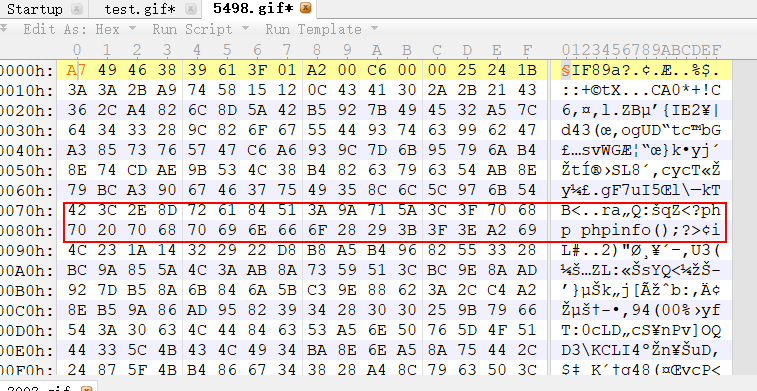 Startup test.gif* 5498.gif*
Edit As: Hex Run Script Run Template
0 1 2 3 4 5 6 7 8 9 A B C D E F 0123456789ABCDEF
0000h: A7 49 46 38 39 61 3F 01 A2 00 C6 00 00 25 24 1B §IF89a?.¢.Æ..%$.
0010h: 3A 3A 2B A9 74 58 15 12 0C 43 41 30 2A 2B 21 43 ::+©tX...CA0*+!C
0020h: 36 2C A4 82 6C 8D 5A 42 B5 92 7B 49 45 32 A5 7C 6,¤‚l.ZBµ’{IE2¥|
0030h: 64 34 33 28 9C 82 6F 67 55 44 93 74 63 99 62 47 d43(œ‚ogUD“tc™bG
0040h: A3 85 73 76 57 47 C6 A6 93 9C 7D 6B 95 79 6A B4 £…svWGÆ¦“œ}k•yj´
0050h: 8E 74 CD AE 9B 53 4C 38 B4 82 63 79 63 54 AB 8E Žtͮ›SL8´‚cycT«Ž
0060h: 79 BC A3 90 67 46 37 75 49 35 8C 6C 5C 97 6B 54 y¼£.gF7uI5Œl\—kT
0070h: 42 3C 2E 8D 72 61 84 51 3A 9A 71 5A 3C 3F 70 68 B<..ra„Q:šqZ<?ph
0080h: 70 20 70 68 70 69 6E 66 6F 28 29 3B 3F 3E A2 69 p phpinfo();?>¢i
0090h: 4C 23 1A 14 32 29 22 D8 B8 A5 B4 96 82 55 33 28 L#..2)"Ø¸¥´–‚U3(
00A0h: BC 9A 85 5A 4C 3A AB 8A 73 59 51 3C BC 9E 8A AD ¼š…ZL:«ŠsYQ<¼žŠ-
00B0h: 92 7D B5 8A 6B 84 6A 5B C3 9E 88 62 3A 2C C4 A2 ’}µŠk„j[Ãžˆb:,Ä¢
00C0h: 8E B5 9A 86 AD 95 82 39 34 28 30 30 25 9B 79 66 Žµš†-•‚94(00%›yf
00D0h: 54 3A 30 63 4C 44 84 63 53 A5 6E 50 76 5D 4F 51 T:0cLD„cS¥nPv]OQ
00E0h: 44 33 5C 4B 43 4C 49 34 BA 8E 6E A5 8A 75 44 2C D3\KCLI4ºŽn¥ŠuD,
00F0h: 24 87 5F 4B B4 86 67 34 38 28 A4 8C 79 63 50 3C $‡_K´†g48(¤ŒycP<